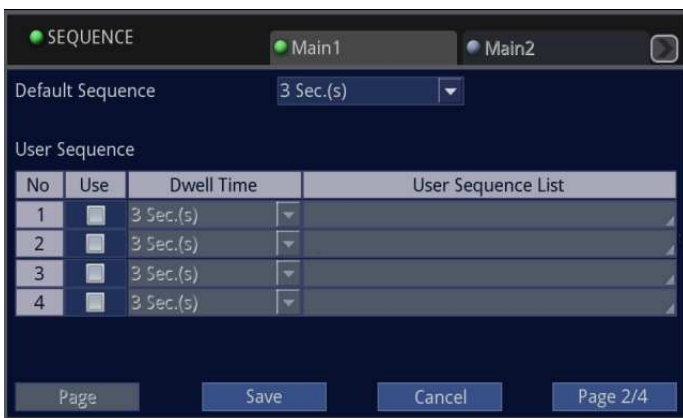 SEQUENCE Main1 Main2
Default Sequence 3 Sec.(s)
User Sequence
No Use Dwell Time User Sequence List
1 3 Sec.(s)
2 3 Sec.(s)
3 3 Sec.(s)
4 3 Sec.(s)
Page Save Cancel Page 2/4